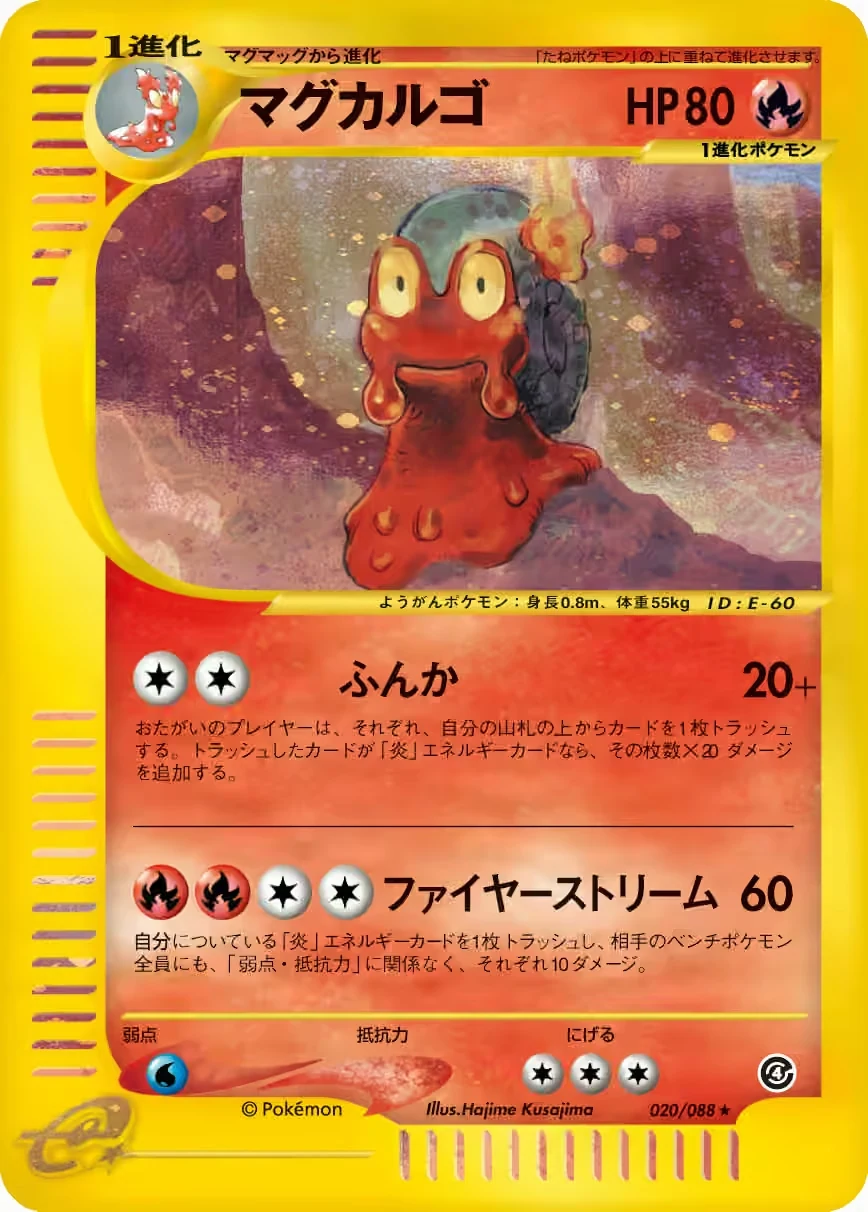 1進化
マグマッグから進化
「たねポケモン」の上に重ねて進化させます。
マグカルゴ HP80
1進化ポケモン
ようがんポケモン：身長0.8m、体重55kg ID:E-60
ふんか 20+
おたがいのプレイヤーは、それぞれ、自分の山札の上からカードを1枚トラッシュ
する。トラッシュしたカードが「炎」エネルギーカードなら、その枚数×20 ダメージ
を追加する。
ファイヤーストリーム 60
自分についている「炎」エネルギーカードを1枚トラッシュし、相手のベンチポケモン
全員にも、「弱点・抵抗力」に関係なく、それぞれ10ダメージ。
弱点 抵抗力 にげる
4
© Pokémon Illus.Hajime Kusajima 020/088★
e